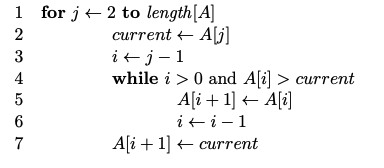 1 for j ← 2 to length[A]
2 current ← A[j]
3 i ← j − 1
4 while i > 0 and A[i] > current
5 A[i + 1] ← A[i]
6 i ← i − 1
7 A[i + 1] ← current